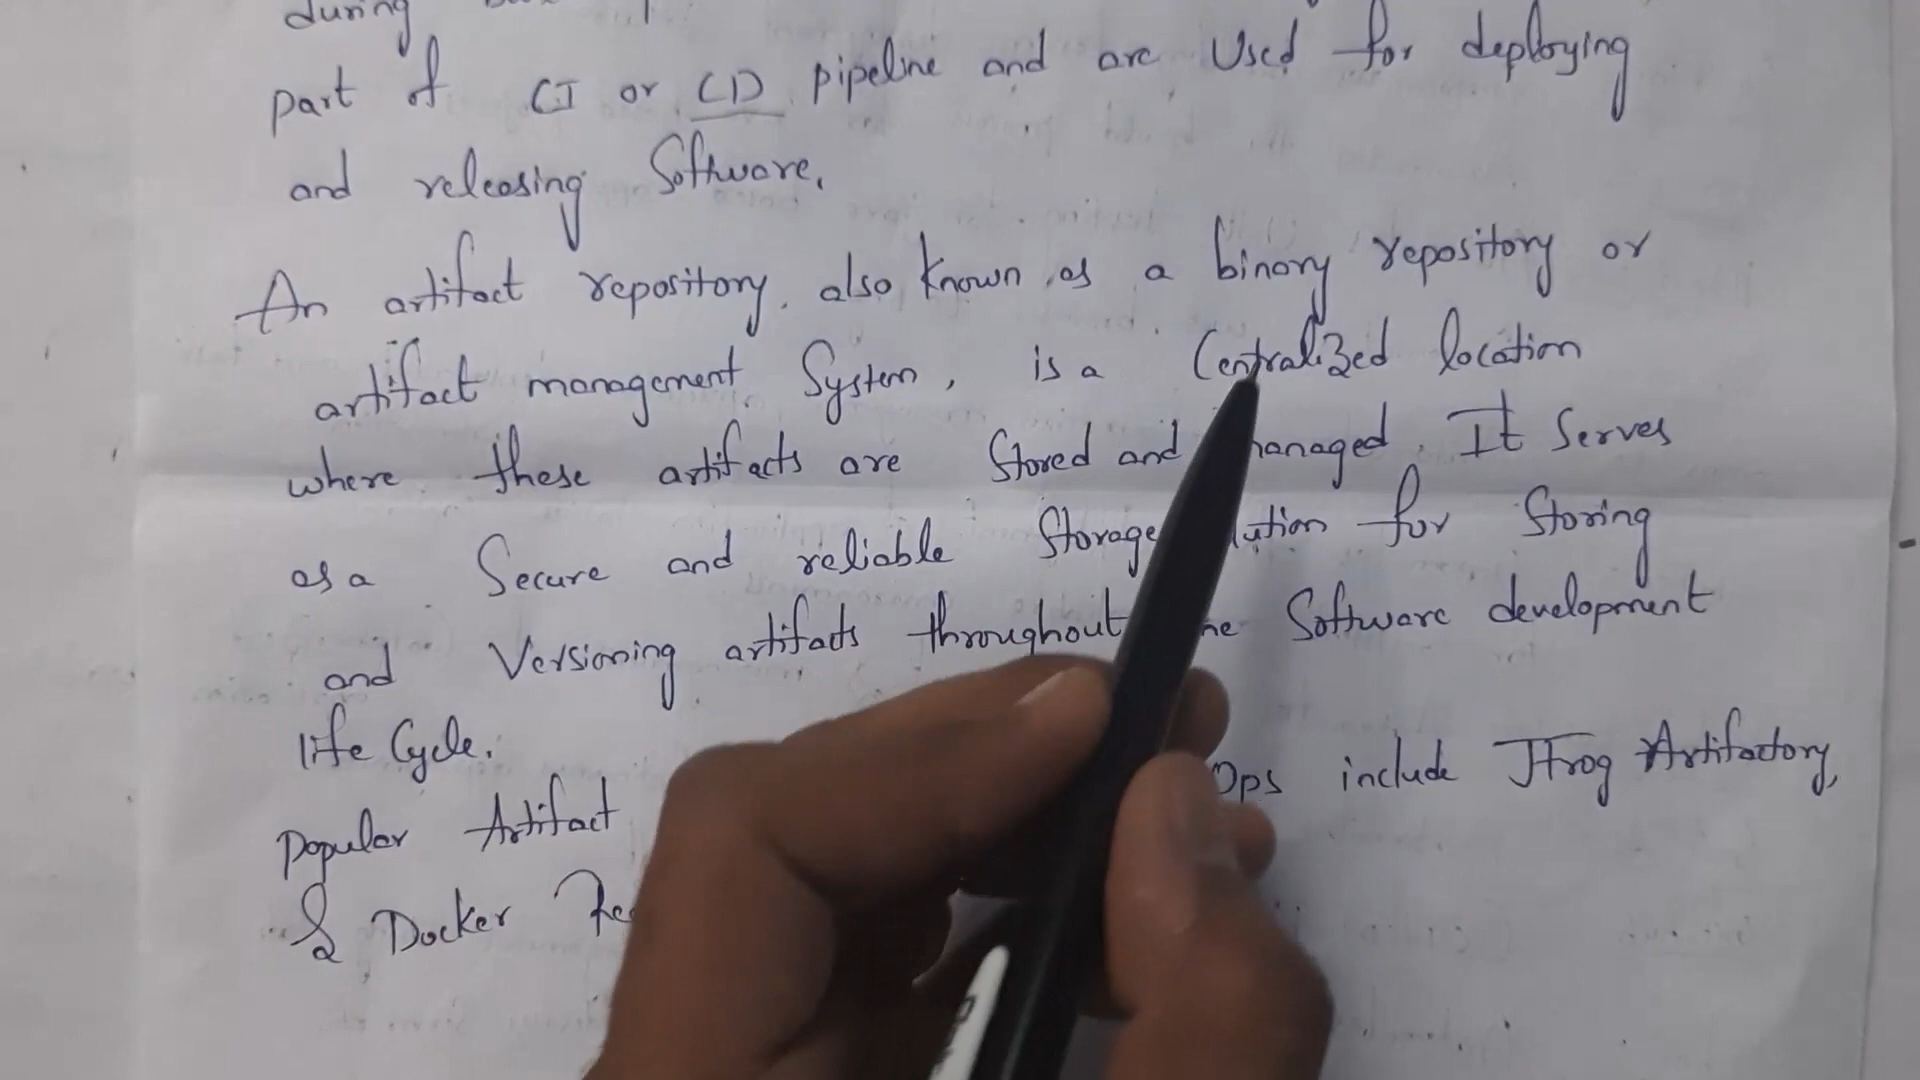 during
part of CI or CD pipeline and are Used for deploying
and releasing Software,
An artifact repository, also known as a binary repository or
artifact management System, is a Centralized location
where these artifacts are Stored and managed. It Serves
as a Secure and reliable Storage for Storing
and Versioning artifacts throughout Software development
life Cycle.
Popular Artifact Ops include JFrog Artifactory,
& Docker